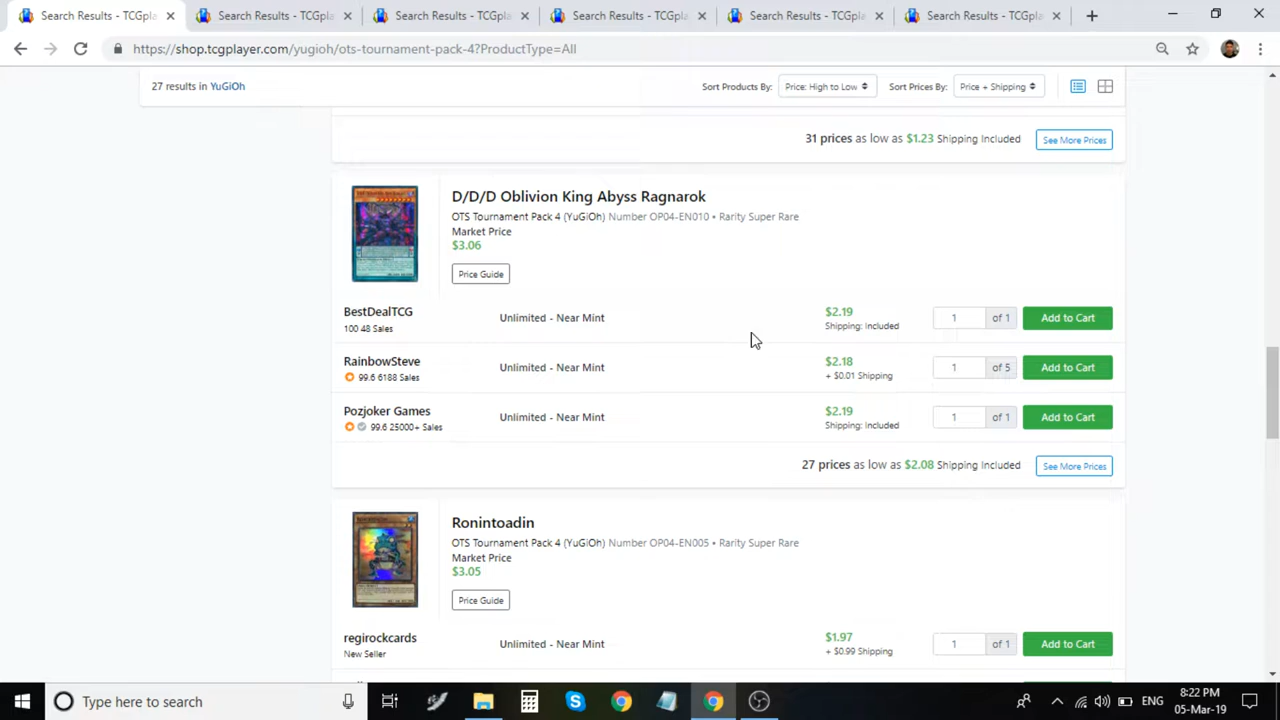 Search Results - TCGpla
Search Results - TCGpla
Search Results - TCGpla
Search Results - TCGpla
Search Results - TCGpla
Search Results - TCGpla
https://shop.tcgplayer.com/yugioh/ots-tournament-pack-4?ProductType=All
27 results in YuGiOh
Sort Products By: Price: High to Low
Sort Prices By: Price + Shipping
31 prices as low as $1.23 Shipping Included
See More Prices
D/D/D Oblivion King Abyss Ragnarok
OTS Tournament Pack 4 (YuGiOh) Number OP04-EN010 • Rarity Super Rare
Market Price
$3.06
Price Guide
BestDealTCG
100 48 Sales
Unlimited - Near Mint
$2.19
Shipping: Included
1 of 1
Add to Cart
RainbowSteve
99.6 6188 Sales
Unlimited - Near Mint
$2.18
+ $0.01 Shipping
1 of 5
Add to Cart
Pozjoker Games
99.6 25000+ Sales
Unlimited - Near Mint
$2.19
Shipping: Included
1 of 1
Add to Cart
27 prices as low as $2.08 Shipping Included
See More Prices
Ronintoadin
OTS Tournament Pack 4 (YuGiOh) Number OP04-EN005 • Rarity Super Rare
Market Price
$3.05
Price Guide
regirockcards
New Seller
Unlimited - Near Mint
$1.97
+ $0.99 Shipping
1 of 1
Add to Cart
Type here to search
ENG
8:22 PM
05-Mar-19